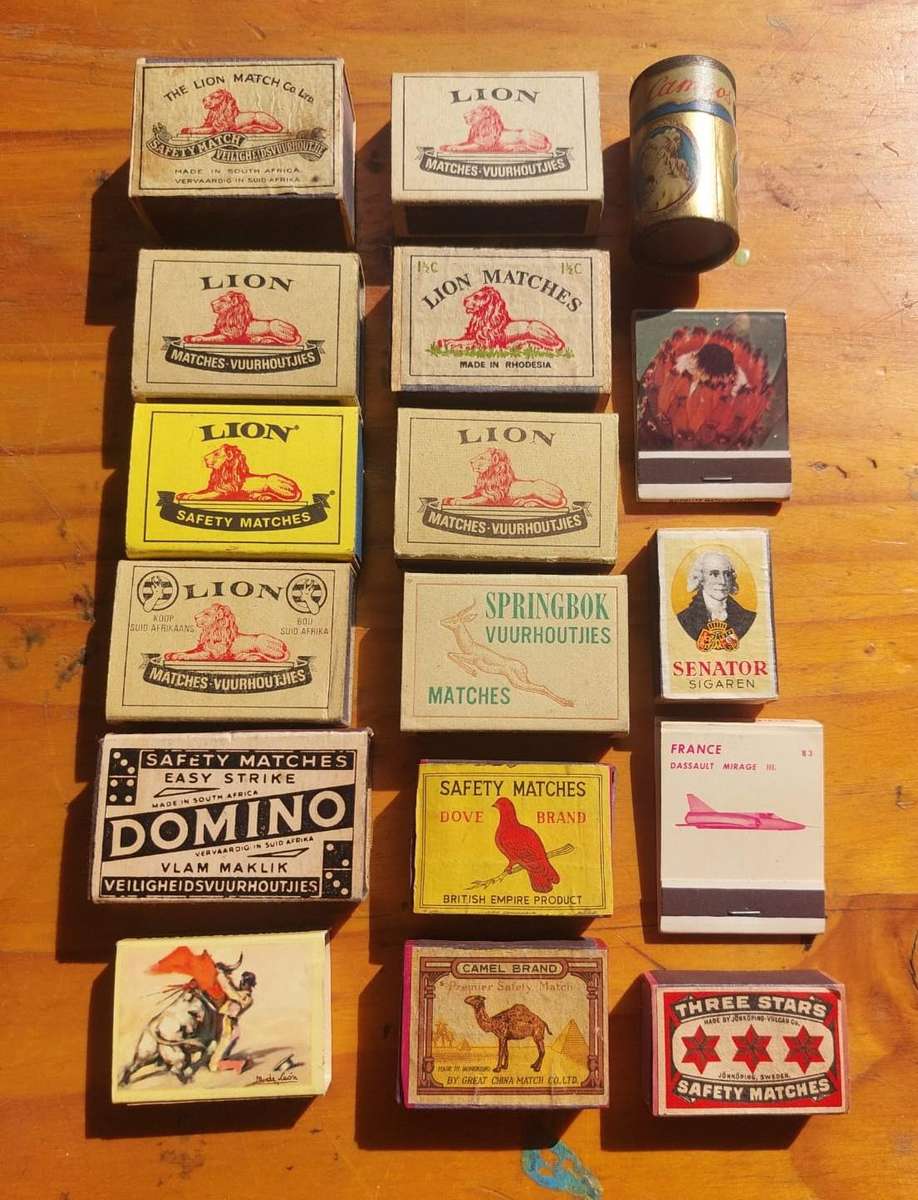 THE LION MATCH Co LTD.
SAFETY MATCH
VEILIGHEIDSVUURHOUTJIE
MADE IN SOUTH AFRICA
VERVAARDIG IN SUID AFRIKA
LION
MATCHES-VUURHOUTJIES
LION
MATCHES-VUURHOUTJIES
1½C
1½C
LION MATCHES
MADE IN RHODESIA
LION
SAFETY MATCHES
LION
MATCHES-VUURHOUTJIES
LION
KOOP
SUID AFRIKAANS
BOU
SUID AFRIKA
MATCHES-VUURHOUTJIES
SPRINGBOK
VUURHOUTJIES
MATCHES
SENATOR
SIGAREN
SAFETY MATCHES
EASY STRIKE
MADE IN SOUTH AFRICA
DOMINO
VERVAARDIG IN SUID AFRIKA
VLAM MAKLIK
VEILIGHEIDSVUURHOUTJIES
SAFETY MATCHES
DOVE BRAND
BRITISH EMPIRE PRODUCT
FRANCE
83
DASSAULT MIRAGE III.
CAMEL BRAND
Premier Safety Match
MADE IN HONGKONG
BY GREAT CHINA MATCH CO., LTD.
THREE STARS
MADE BY JÖNKÖPING-VULCAN CO.
JÖNKÖPING, SWEDEN.
SAFETY MATCHES